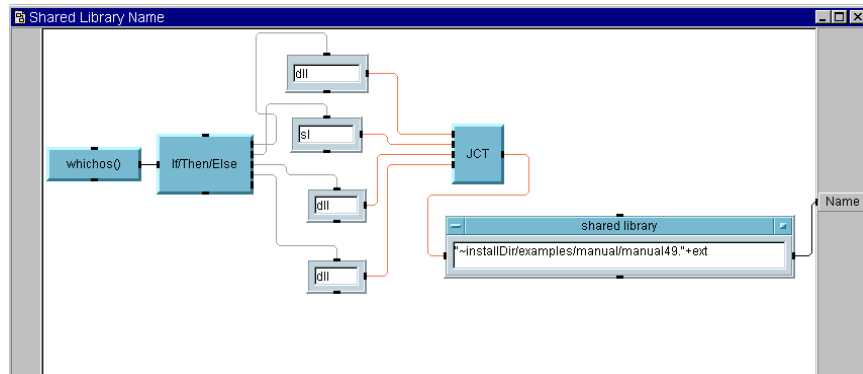 Shared Library Name
dll
sl
whichos()
If/Then/Else
JCT
dll
Name
shared library
"~installDir/examples/manual/manual49."+ext
dll